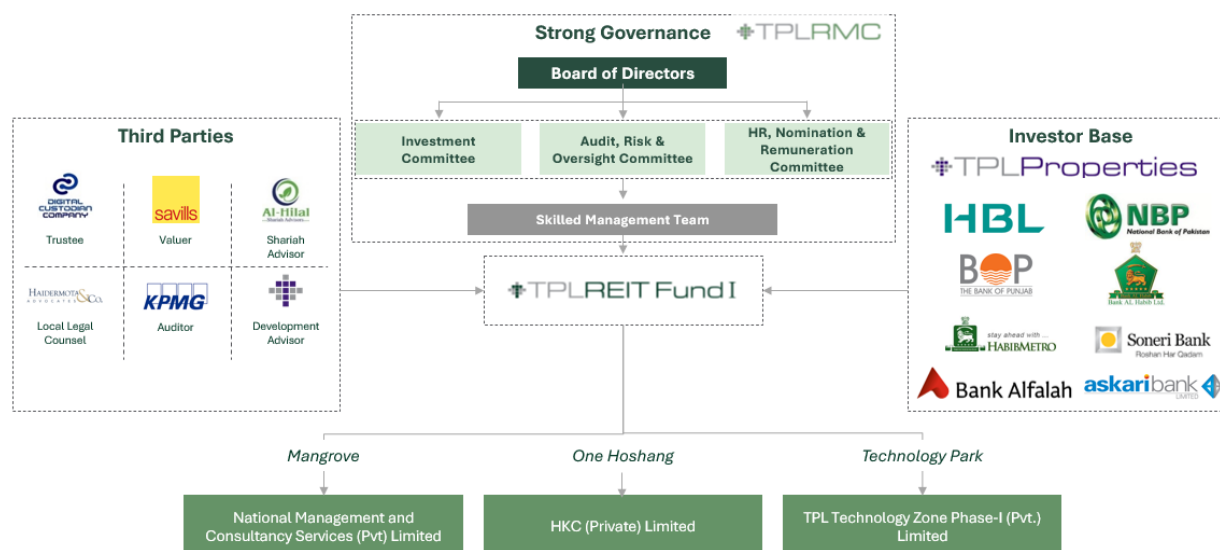 Strong Governance
TPLRMC
Board of Directors
Investment
Committee
Audit, Risk &
Oversight Committee
HR, Nomination &
Remuneration
Committee
Skilled Management Team
Third Parties
DIGITAL
CUSTODIAN
COMPANY
Trustee
savills
Valuer
Al-Hilal
Shariah Advisors
Shariah
Advisor
HAIDERMOTA & CO.
ADVOCATES
Local Legal
Counsel
KPMG
Auditor
Development
Advisor
TPLREIT Fund I
Investor Base
TPLProperties
HBL
NBP
National Bank of Pakistan
BOP
THE BANK OF PUNJAB
Bank AL Habib Ltd.
stay ahead with ...
HABIBMETRO
Soneri Bank
Roshan Har Qadam
Bank Alfalah
askaribank
LIMITED
Mangrove
One Hoshang
Technology Park
National Management and
Consultancy Services (Pvt) Limited
HKC (Private) Limited
TPL Technology Zone Phase-I (Pvt.)
Limited